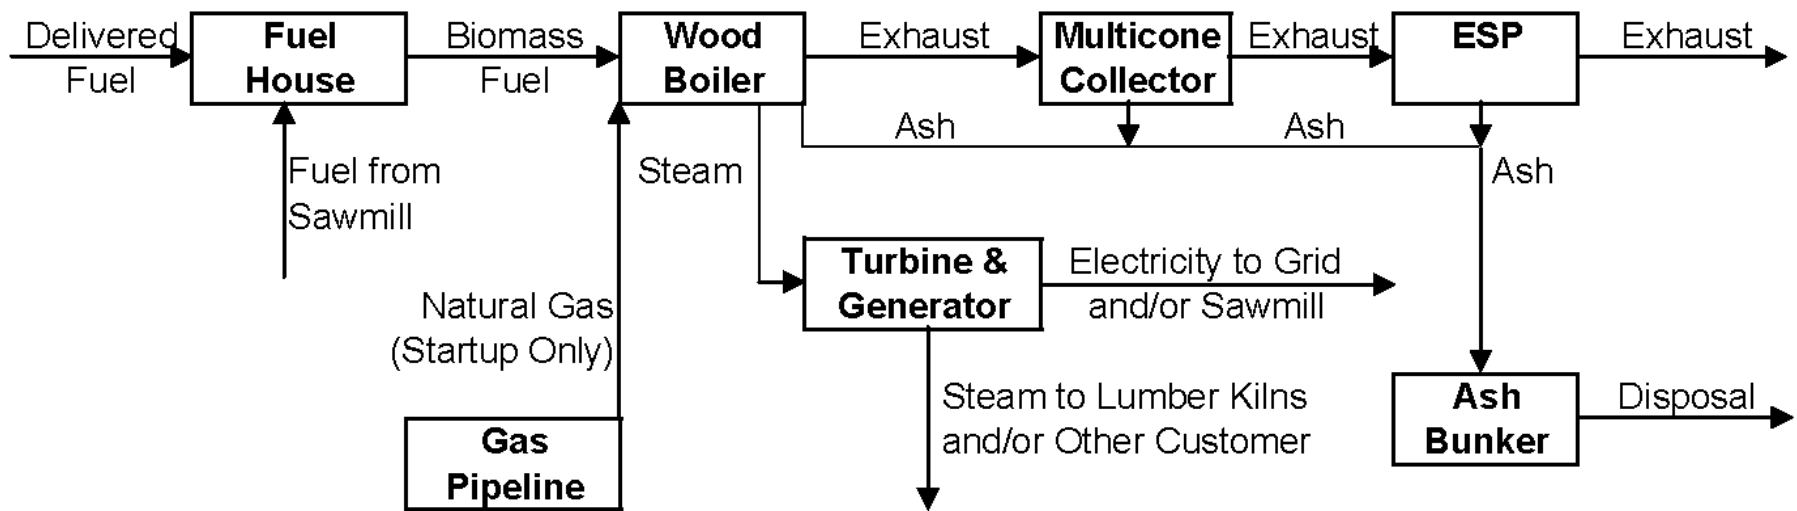 Delivered
Fuel
Fuel
House
Biomass
Fuel
Wood
Boiler
Exhaust
Multicone
Collector
Exhaust
ESP
Exhaust
Ash
Ash
Fuel from
Sawmill
Steam
Ash
Turbine &
Generator
Electricity to Grid
and/or Sawmill
Natural Gas
(Startup Only)
Steam to Lumber Kilns
and/or Other Customer
Ash
Bunker
Disposal
Gas
Pipeline